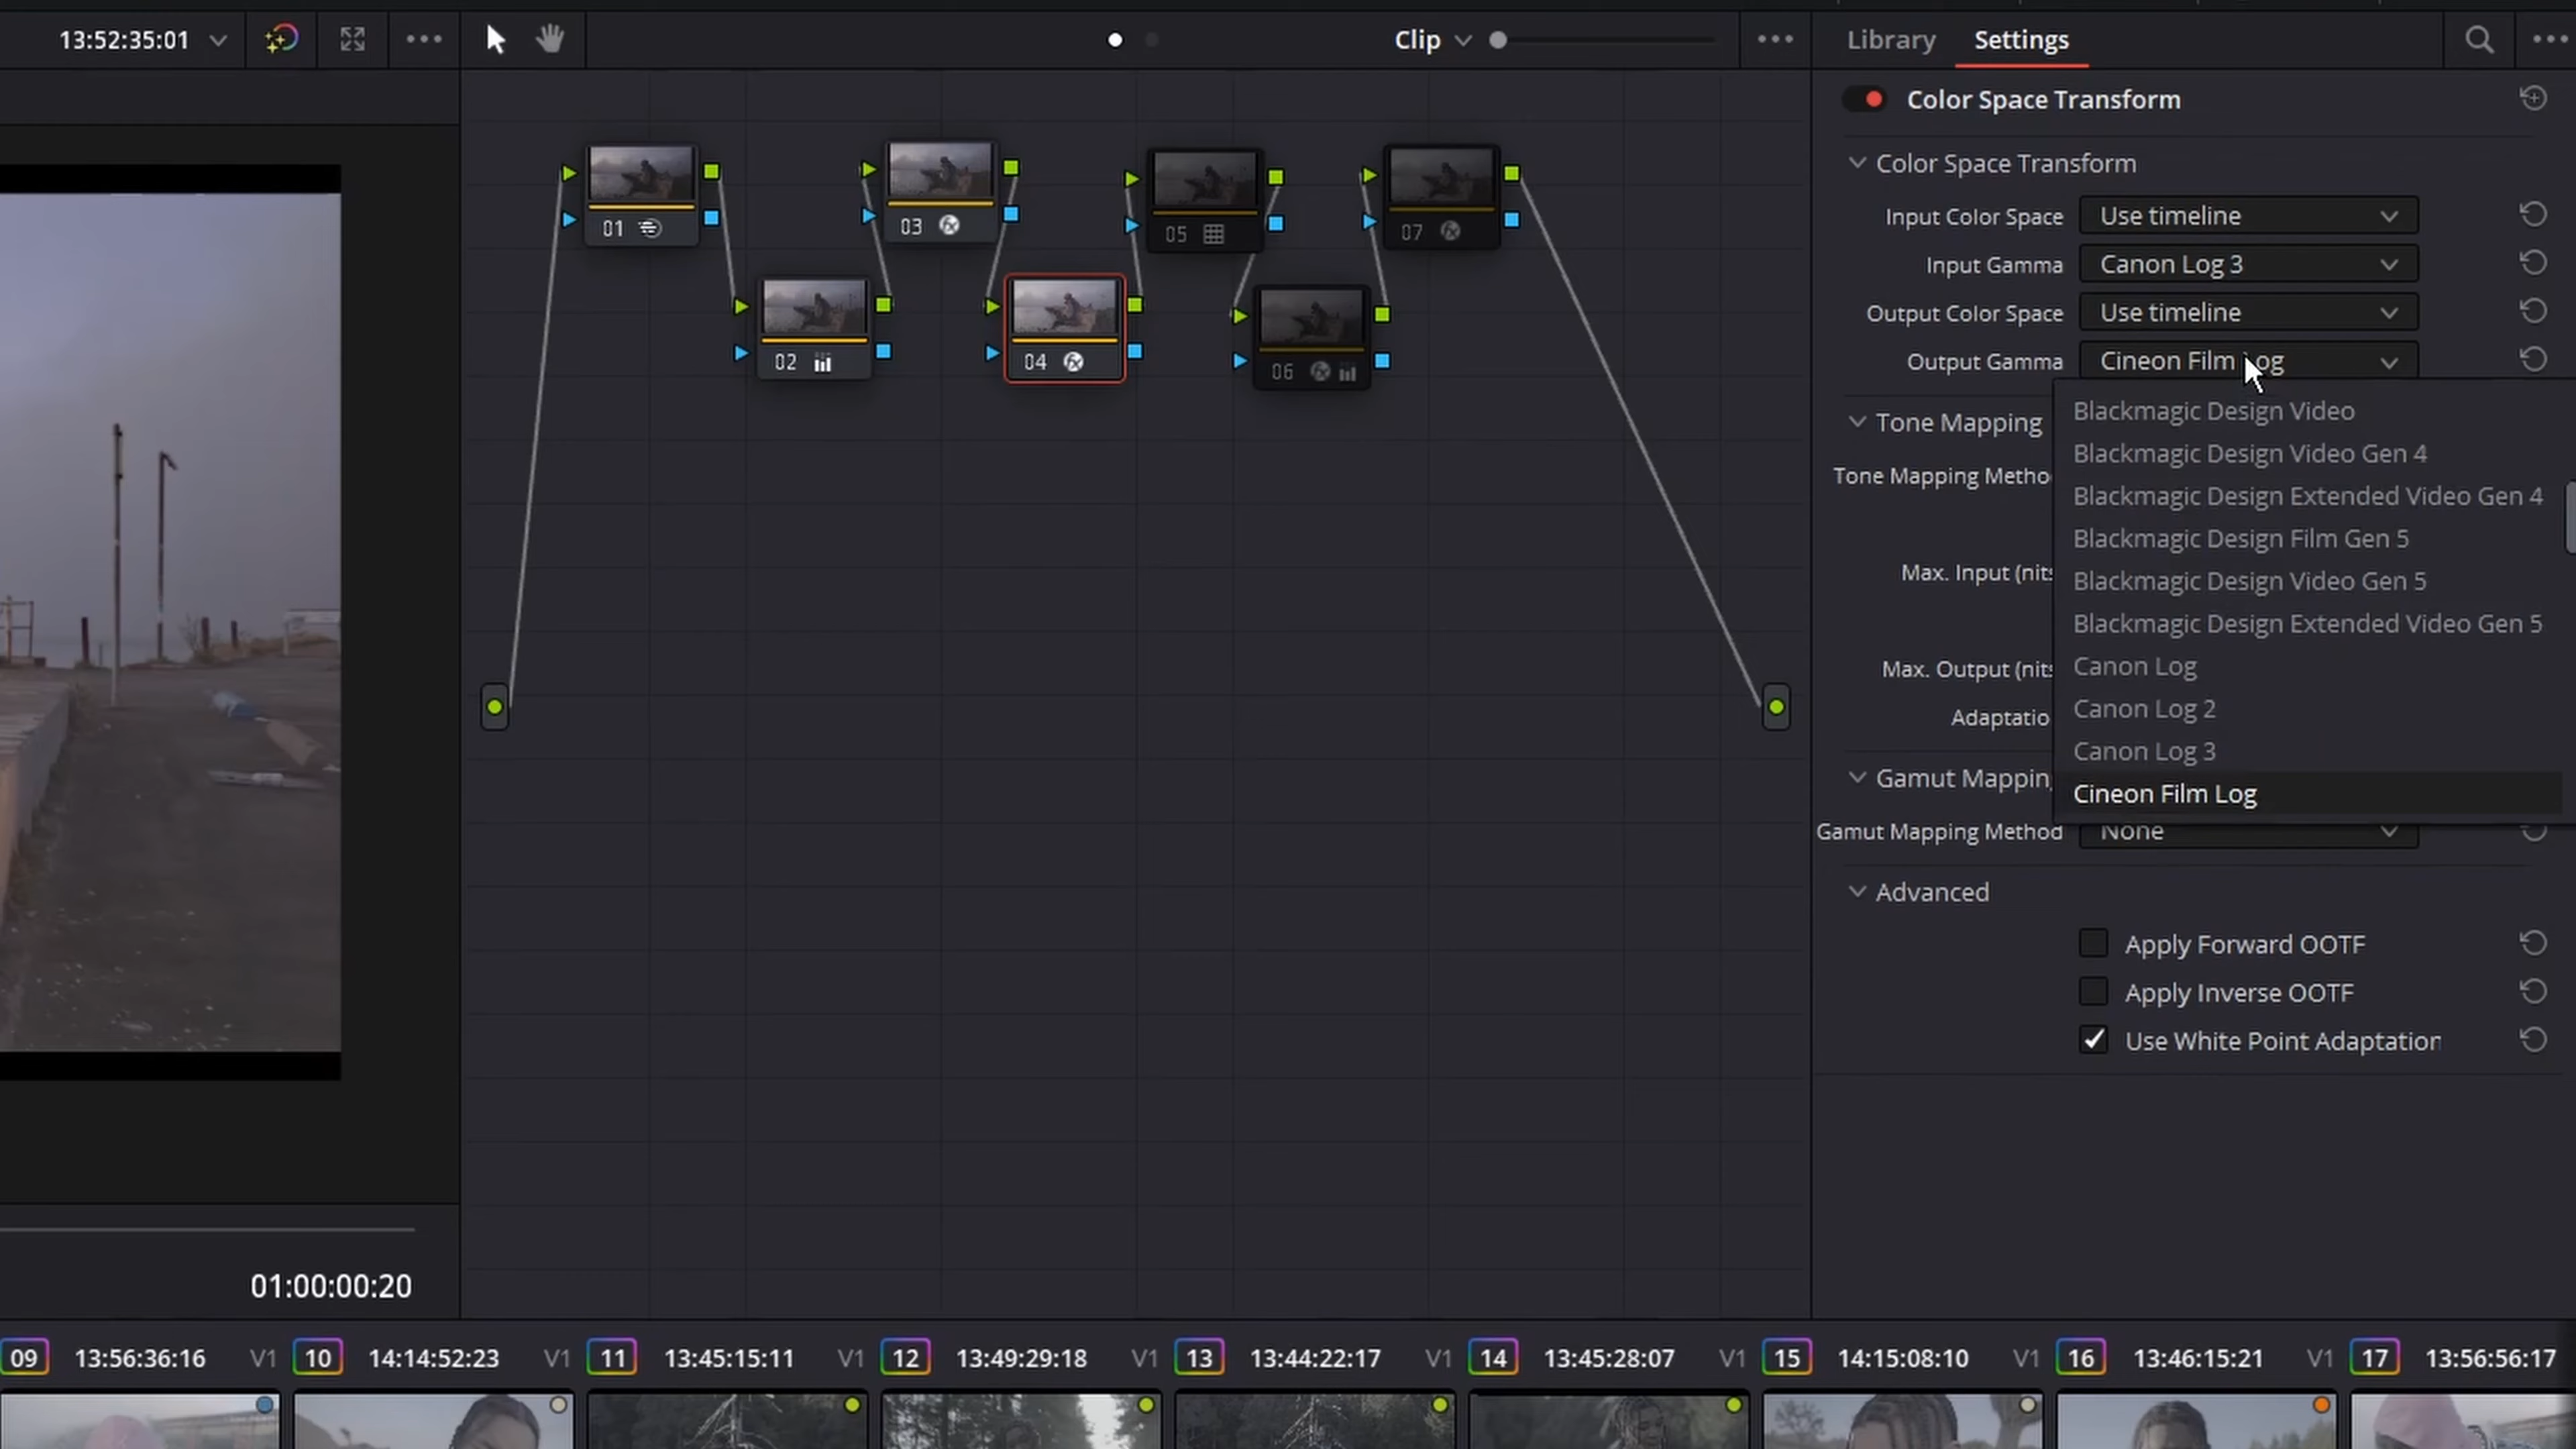 13:52:35:01
Clip
Library Settings
Color Space Transform
Color Space Transform
Input Color Space Use timeline
Input Gamma Canon Log 3
Output Color Space Use timeline
Output Gamma Cineon Film Log
Blackmagic Design Video
Tone Mapping
Blackmagic Design Video Gen 4
Tone Mapping Metho
Blackmagic Design Extended Video Gen 4
Blackmagic Design Film Gen 5
Max. Input (nits
Blackmagic Design Video Gen 5
Blackmagic Design Extended Video Gen 5
Max. Output (nits
Canon Log
Adaptatio
Canon Log 2
Canon Log 3
Gamut Mapping
Cineon Film Log
Gamut Mapping Method None
Advanced
Apply Forward OOTF
Apply Inverse OOTF
Use White Point Adaptation
01
02
03
04
05
06
07
01:00:00:20
09 13:56:36:16 V1
10 14:14:52:23 V1
11 13:45:15:11 V1
12 13:49:29:18 V1
13 13:44:22:17 V1
14 13:45:28:07 V1
15 14:15:08:10 V1
16 13:46:15:21 V1
17 13:56:56:17